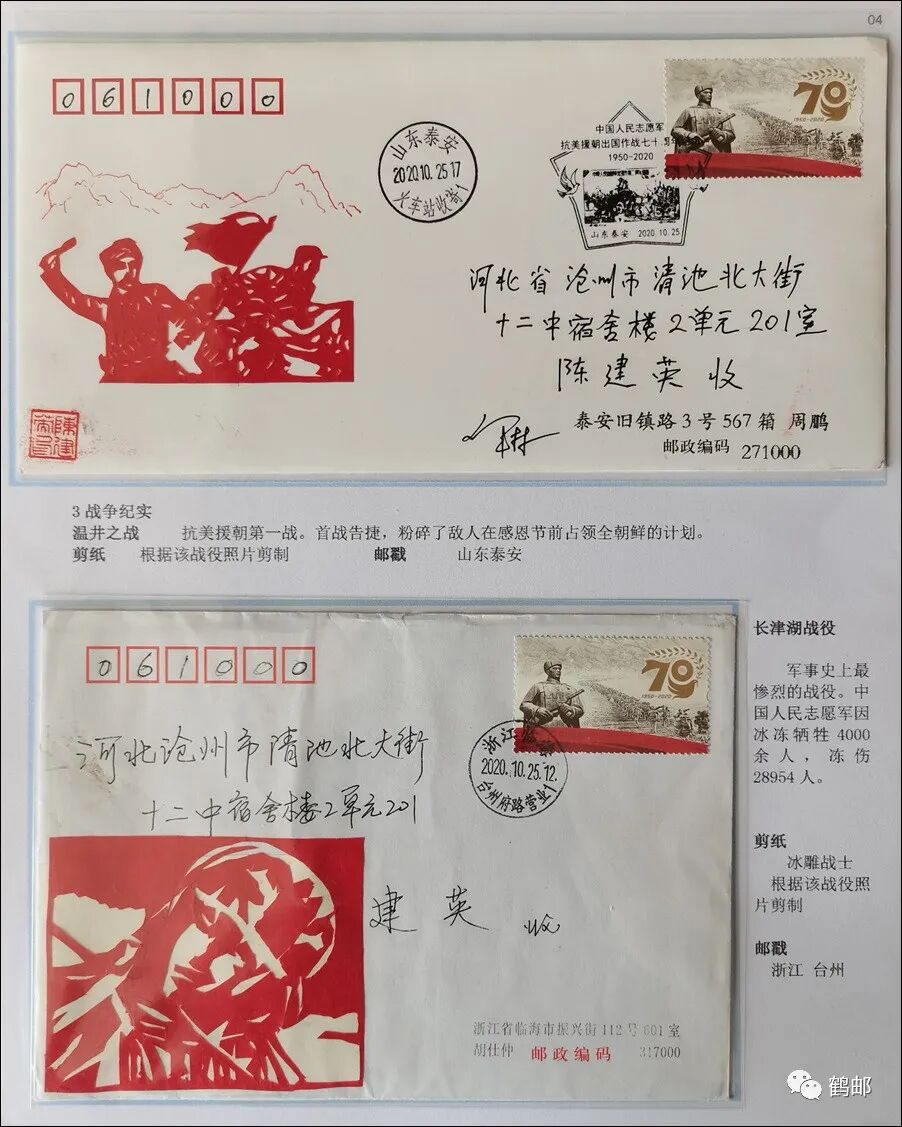 04
061000
70
1950-2020
山东泰安
2020.10.25.17
火车站收寄1
中国人民志愿军
抗美援朝出国作战七十周年
1950-2020
山东泰安 2020.10.25
河北省沧州市清池北大街
十二中宿舍楼2单元201室
陈建英收
泰安旧镇路3号567箱 周鹏
邮政编码 271000
3 战争纪实
温井之战 抗美援朝第一战。首战告捷，粉碎了敌人在感恩节前占领全朝鲜的计划。
剪纸 根据该战役照片剪制 邮戳 山东泰安
061000
70
1950-2020
浙江临海
2020.10.25.12
台州府路营业1
河北沧州市清池北大街
十二中宿舍楼2单元201
建英 收
浙江省临海市振兴街112号601室
胡仕仲 邮政编码 317000
长津湖战役
军事史上最
惨烈的战役。中
国人民志愿军因
冰冻牺牲4000
余人，冻伤
28954人。
剪纸
冰雕战士
根据该战役照
片剪制
邮戳
浙江 台州
鹤邮